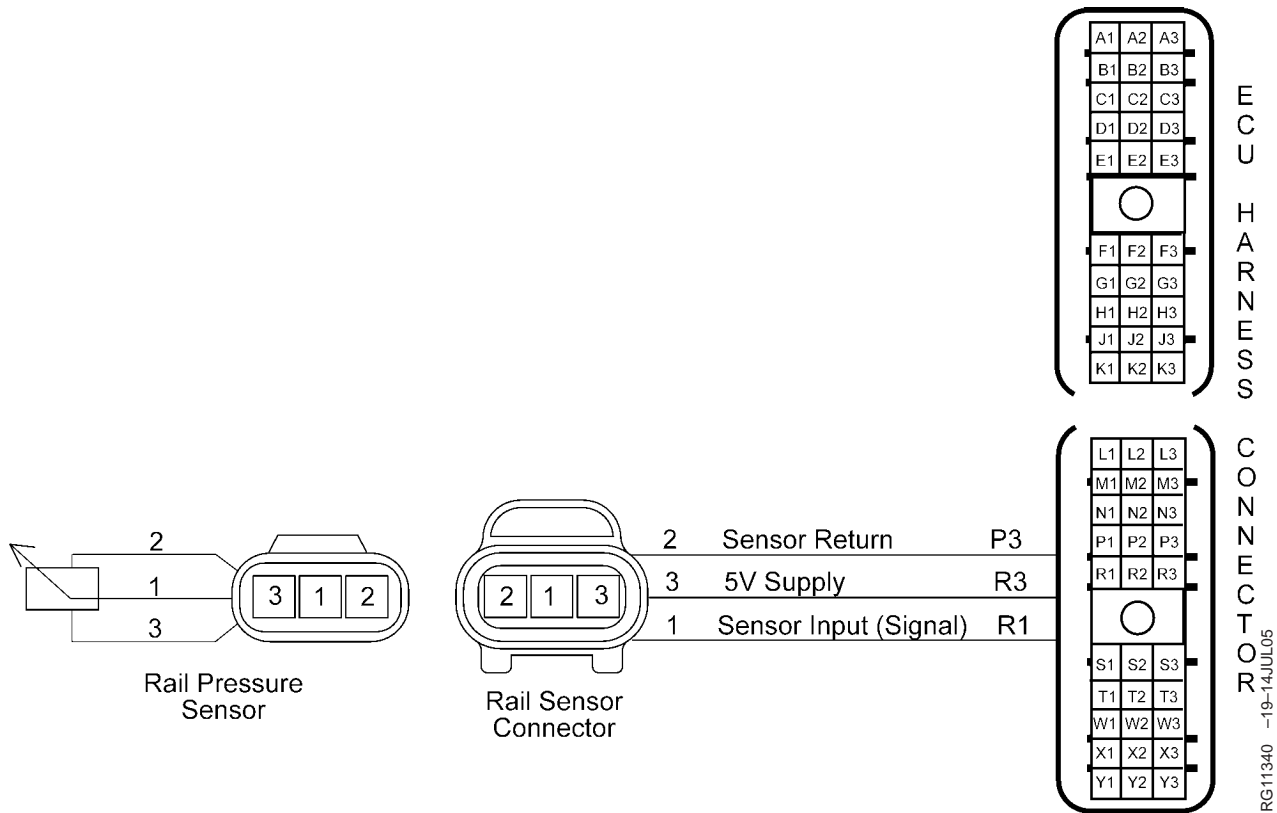 A1 A2 A3
B1 B2 B3
C1 C2 C3
D1 D2 D3
E1 E2 E3
F1 F2 F3
G1 G2 G3
H1 H2 H3
J1 J2 J3
K1 K2 K3
L1 L2 L3
M1 M2 M3
N1 N2 N3
P1 P2 P3
R1 R2 R3
S1 S2 S3
T1 T2 T3
W1 W2 W3
X1 X2 X3
Y1 Y2 Y3
ECU HARNESS CONNECTOR
2 Sensor Return P3
3 5V Supply R3
1 Sensor Input (Signal) R1
2
1
3
3 1 2
2 1 3
Rail Pressure
Sensor
Rail Sensor
Connector
RG11340 –19–14JUL05